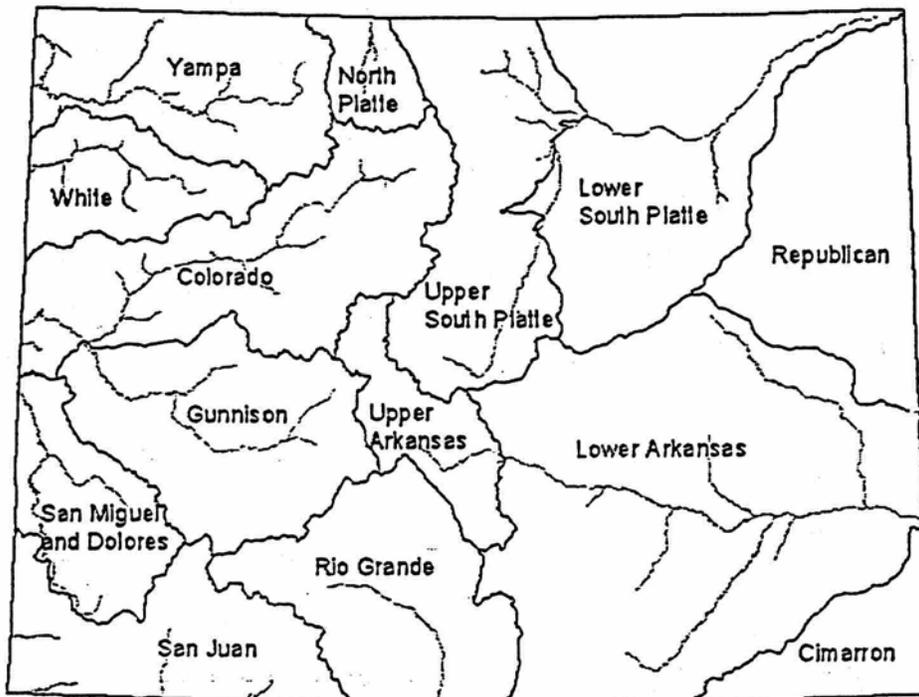 Yampa
North
Platte
White
Lower
South Platte
Republican
Colorado
Upper
South Platte
Gunnison
Upper
Arkansas
Lower Arkansas
San Miguel
and Dolores
Rio Grande
San Juan
Cimarron